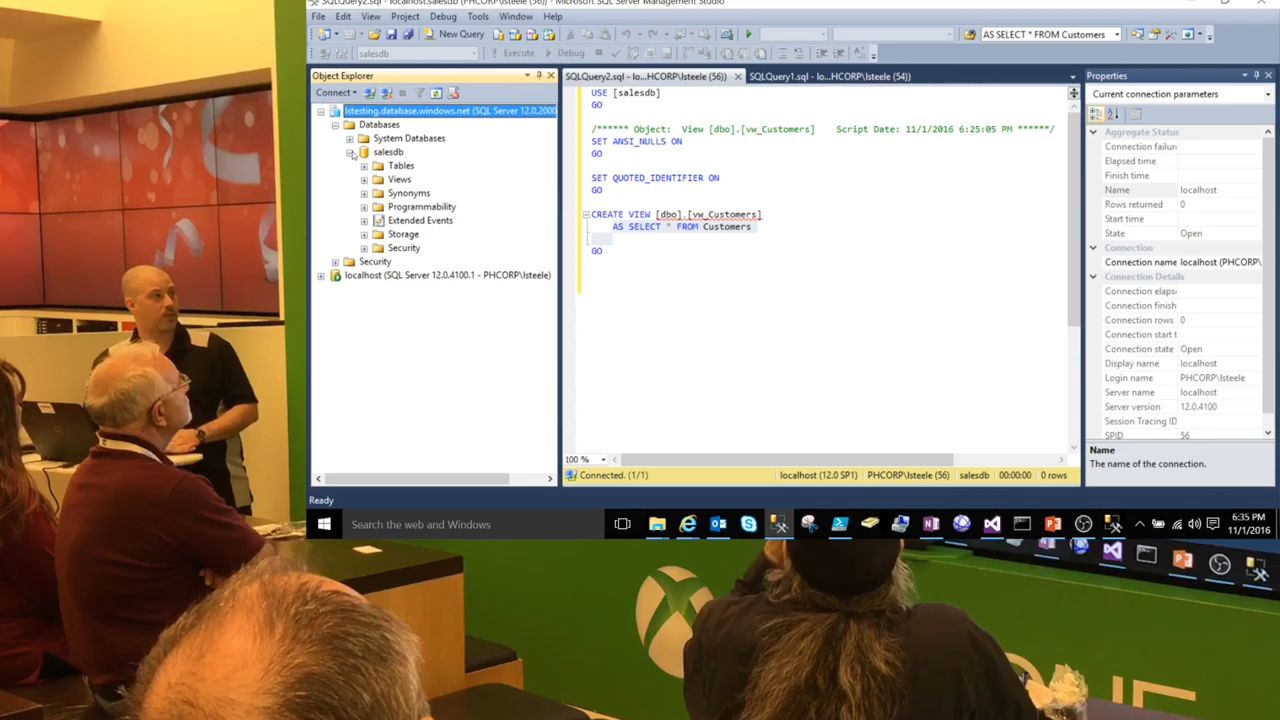 SQLQuery2.sql - localhost.salesdb (PHCORP\lsteele (56)) - Microsoft SQL Server Management Studio
File Edit View Project Debug Tools Window Help
New Query
AS SELECT * FROM Customers
salesdb
Execute
Debug
Object Explorer
Connect
lstesting.database.windows.net (SQL Server 12.0.2000
Databases
System Databases
salesdb
Tables
Views
Synonyms
Programmability
Extended Events
Storage
Security
Security
localhost (SQL Server 12.0.4100.1 - PHCORP\lsteele)
SQLQuery2.sql - lo...HCORP\lsteele (56))
SQLQuery1.sql - lo...HCORP\lsteele (54))
USE [salesdb]
GO
/****** Object: View [dbo].[vw_Customers] Script Date: 11/1/2016 6:25:05 PM ******/
SET ANSI_NULLS ON
GO
SET QUOTED_IDENTIFIER ON
GO
CREATE VIEW [dbo].[vw_Customers]
AS SELECT * FROM Customers
GO
100 %
Connected. (1/1)
localhost (12.0 SP1)
PHCORP\lsteele (56)
salesdb
00:00:00
0 rows
Properties
Current connection parameters
Aggregate Status
Connection failur
Elapsed time
Finish time
Name localhost
Rows returned 0
Start time
State Open
Connection
Connection name localhost (PHCORP\
Connection Details
Connection elaps
Connection finish
Connection rows 0
Connection start t
Connection state Open
Display name localhost
Login name PHCORP\lsteele
Server name localhost
Server version 12.0.4100
Session Tracing ID
SPID 56
Name
The name of the connection.
Ready
Search the web and Windows
6:35 PM
11/1/2016